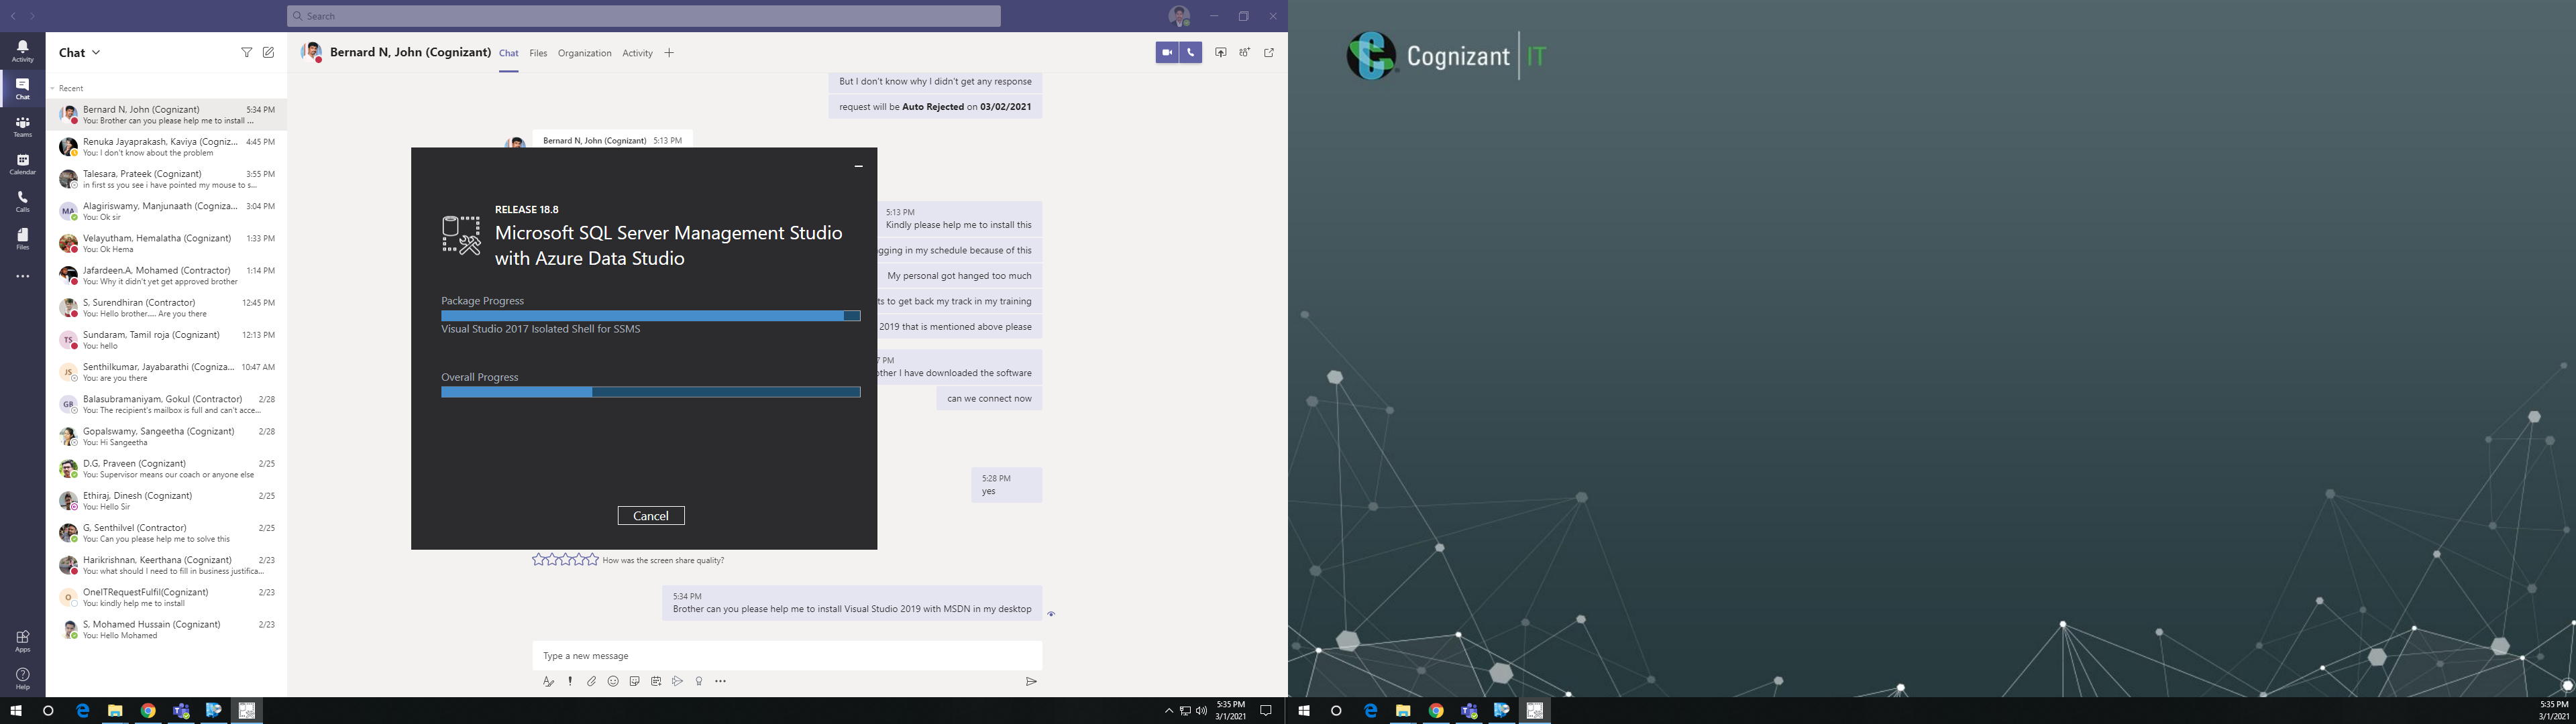 Search
Activity
Chat
Teams
Calendar
Calls
Files
Apps
Help
Chat
Recent
Bernard N, John (Cognizant) 5:34 PM
You: Brother can you please help me to install ...
Renuka Jayaprakash, Kaviya (Cogniz... 4:45 PM
You: I don't know about the problem
Talesara, Prateek (Cognizant) 3:55 PM
in first ss you see i have pointed my mouse to s...
MA
Alagiriswamy, Manjunaath (Cogniza... 3:04 PM
You: Ok sir
Velayutham, Hemalatha (Cognizant) 1:33 PM
You: Ok Hema
Jafardeen.A, Mohamed (Contractor) 1:14 PM
You: Why it didn't yet get approved brother
S, Surendhiran (Contractor) 12:45 PM
You: Hello brother.... Are you there
TS
Sundaram, Tamil roja (Cognizant) 12:13 PM
You: hello
JS
Senthilkumar, Jayabarathi (Cogniza... 10:47 AM
You: are you there
GB
Balasubramaniyam, Gokul (Contractor) 2/28
You: The recipient's mailbox is full and can't acce...
Gopalswamy, Sangeetha (Cognizant) 2/28
You: Hi Sangeetha
D.G, Praveen (Cognizant) 2/25
You: Supervisor means our coach or anyone else
Ethiraj, Dinesh (Cognizant) 2/25
You: Hello Sir
G, Senthilvel (Contractor) 2/25
You: Can you please help me to solve this
Harikrishnan, Keerthana (Cognizant) 2/23
You: what should I need to fill in business justifica...
O
OneITRequestFulfil(Cognizant) 2/23
You: kindly help me to install
S, Mohamed Hussain (Cognizant) 2/23
You: Hello Mohamed
Bernard N, John (Cognizant) Chat Files Organization Activity
But I don't know why I didn't get any response
request will be Auto Rejected on 03/02/2021
Bernard N, John (Cognizant) 5:13 PM
5:13 PM
Kindly please help me to install this
gging in my schedule because of this
My personal got hanged too much
ts to get back my track in my training
2019 that is mentioned above please
7 PM
other I have downloaded the software
can we connect now
5:28 PM
yes
RELEASE 18.8
Microsoft SQL Server Management Studio
with Azure Data Studio
Package Progress
Visual Studio 2017 Isolated Shell for SSMS
Overall Progress
Cancel
How was the screen share quality?
5:34 PM
Brother can you please help me to install Visual Studio 2019 with MSDN in my desktop
Type a new message
5:35 PM
3/1/2021
Cognizant IT
5:35 PM
3/1/2021